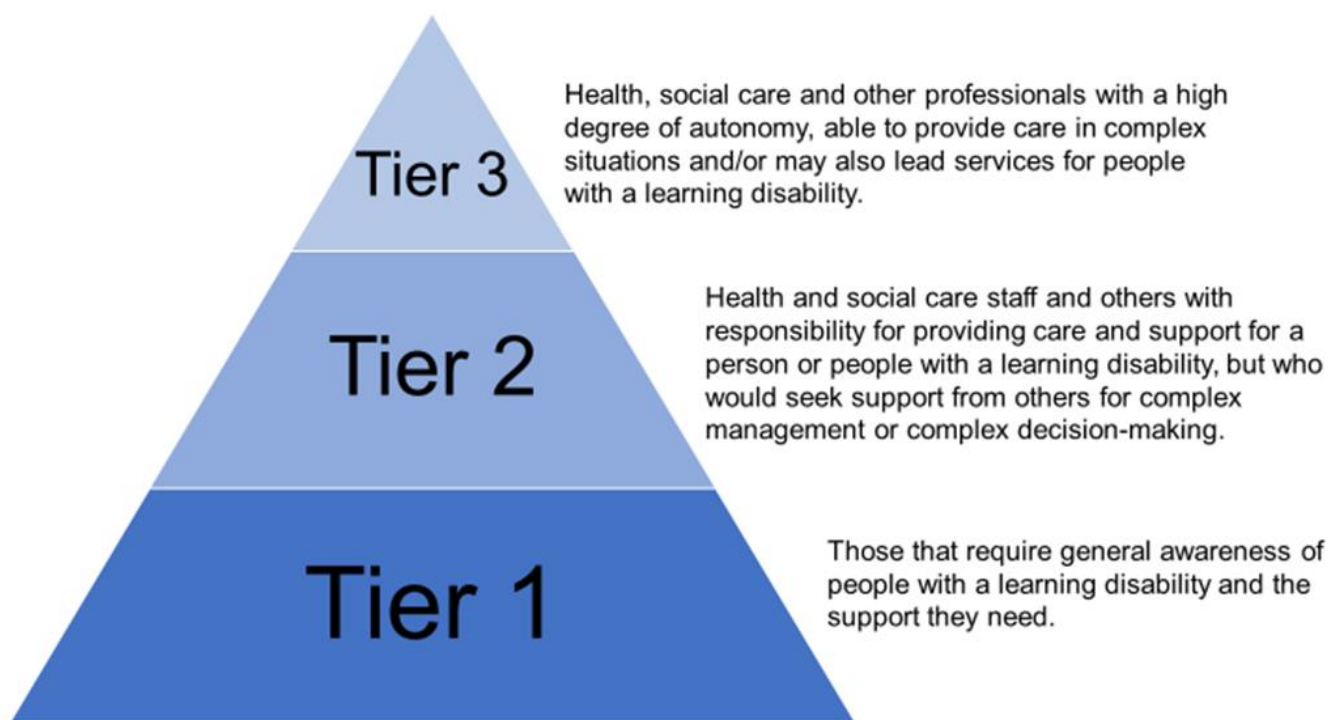 Tier 3
Health, social care and other professionals with a high
degree of autonomy, able to provide care in complex
situations and/or may also lead services for people
with a learning disability.
Tier 2
Health and social care staff and others with
responsibility for providing care and support for a
person or people with a learning disability, but who
would seek support from others for complex
management or complex decision-making.
Tier 1
Those that require general awareness of
people with a learning disability and the
support they need.